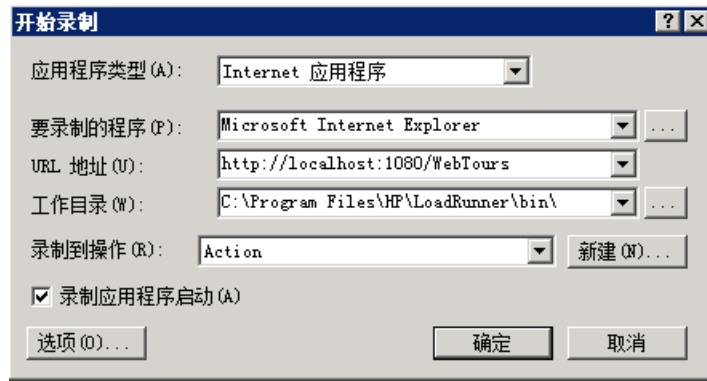 开始录制
应用程序类型(A): Internet 应用程序
要录制的程序(P): Microsoft Internet Explorer ...
URL 地址(U): http://localhost:1080/WebTours
工作目录(W): C:\Program Files\HP\LoadRunner\bin\ ...
录制到操作(R): Action 新建(N)...
录制应用程序启动(A)
选项(O)... 确定 取消